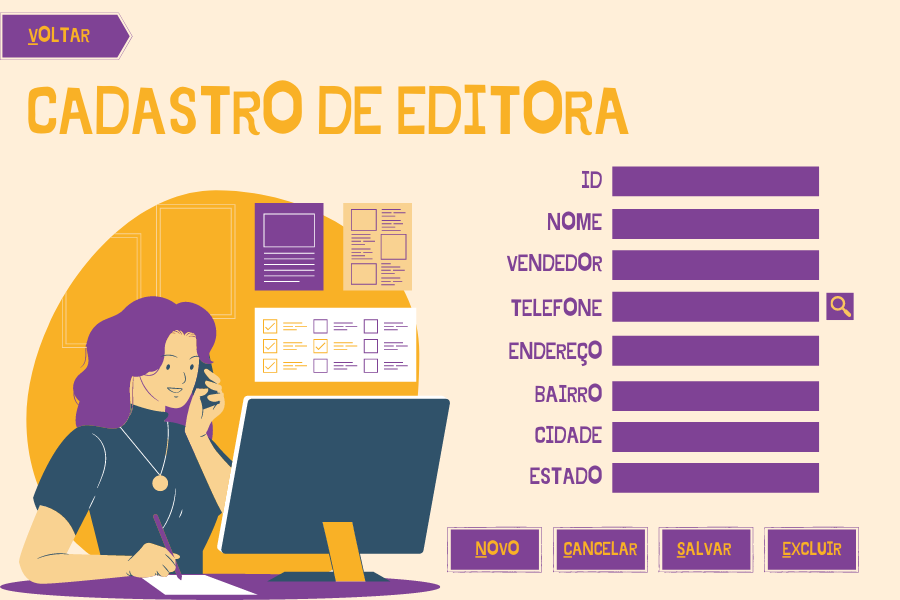 VOLTAR
CADASTRO DE EDITORA
ID
NOME
VENDEDOR
TELEFONE
ENDEREÇO
BAIRRO
CIDADE
ESTADO
NOVO CANCELAR SALVAR EXCLUIR